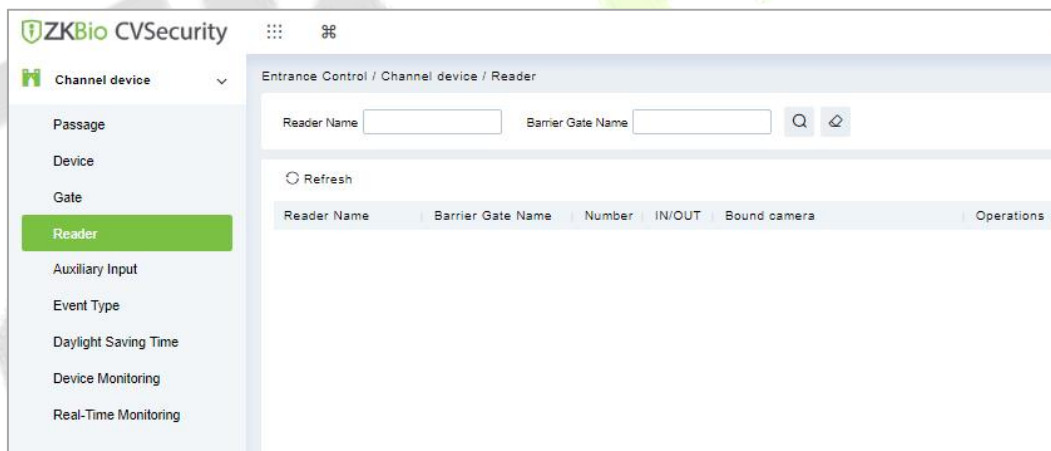 ZKBio CVSecurity
Channel device
Entrance Control / Channel device / Reader
Passage
Device
Gate
Reader
Auxiliary Input
Event Type
Daylight Saving Time
Device Monitoring
Real-Time Monitoring
Reader Name Barrier Gate Name
Refresh
Reader Name Barrier Gate Name Number IN/OUT Bound camera Operations